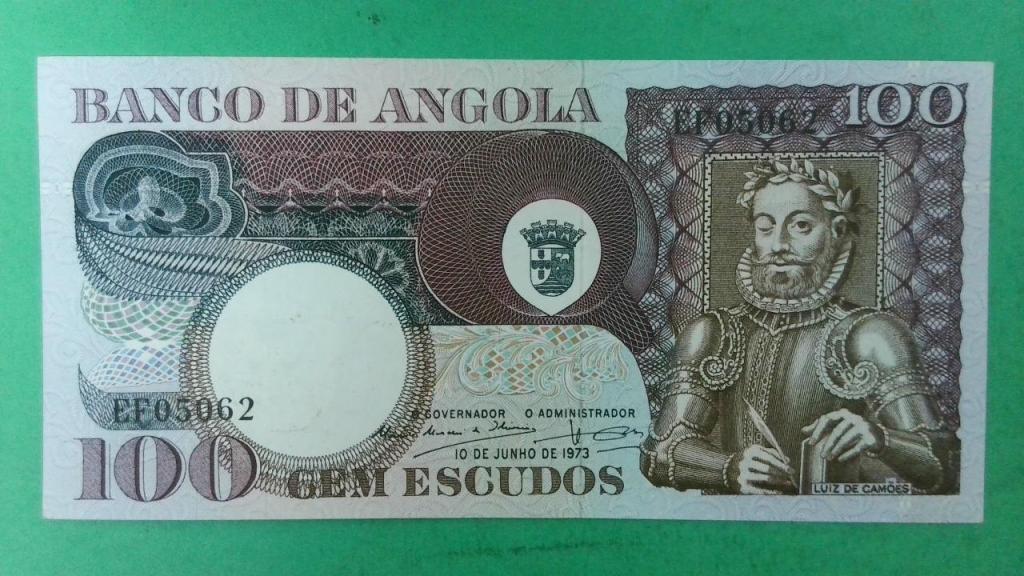 BANCO DE ANGOLA
100
EF05062
EF05062
O GOVERNADOR O ADMINISTRADOR
10 DE JUNHO DE 1973
100
CEM ESCUDOS
LUIZ DE CAMÕES